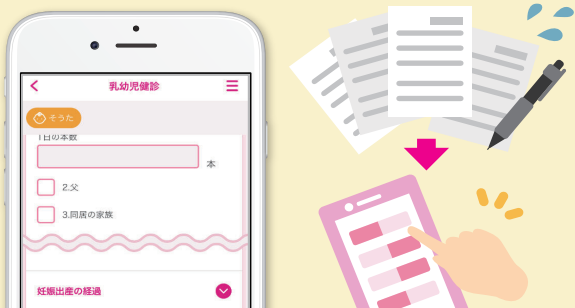 乳幼児健診
そうた
1日の本数
本
2.父
3.同居の家族
妊娠出産の経過